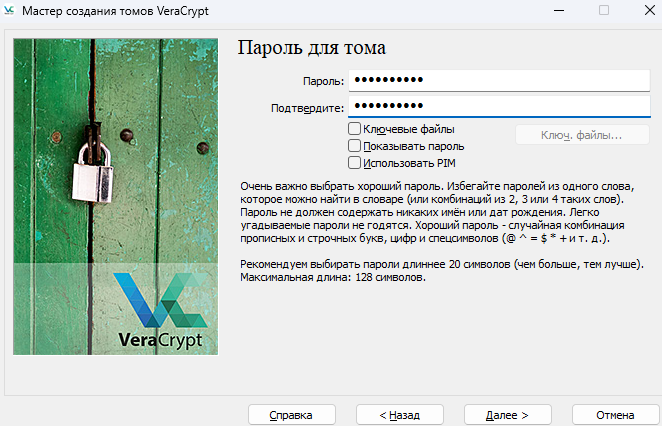 Мастер создания томов VeraCrypt
Пароль для тома
Пароль: ••••••••••
Подтвердите: ••••••••••
Ключевые файлы
Ключ. файлы...
Показывать пароль
Использовать PIM
Очень важно выбрать хороший пароль. Избегайте паролей из одного слова,
которое можно найти в словаре (или комбинаций из 2, 3 или 4 таких слов).
Пароль не должен содержать никаких имён или дат рождения. Легко
угадываемые пароли не годятся. Хороший пароль - случайная комбинация
прописных и строчных букв, цифр и спецсимволов (@ ^ = $ * + и т. д.).
Рекомендуем выбирать пароли длиннее 20 символов (чем больше, тем лучше).
Максимальная длина: 128 символов.
VeraCrypt
Справка
< Назад
Далее >
Отмена